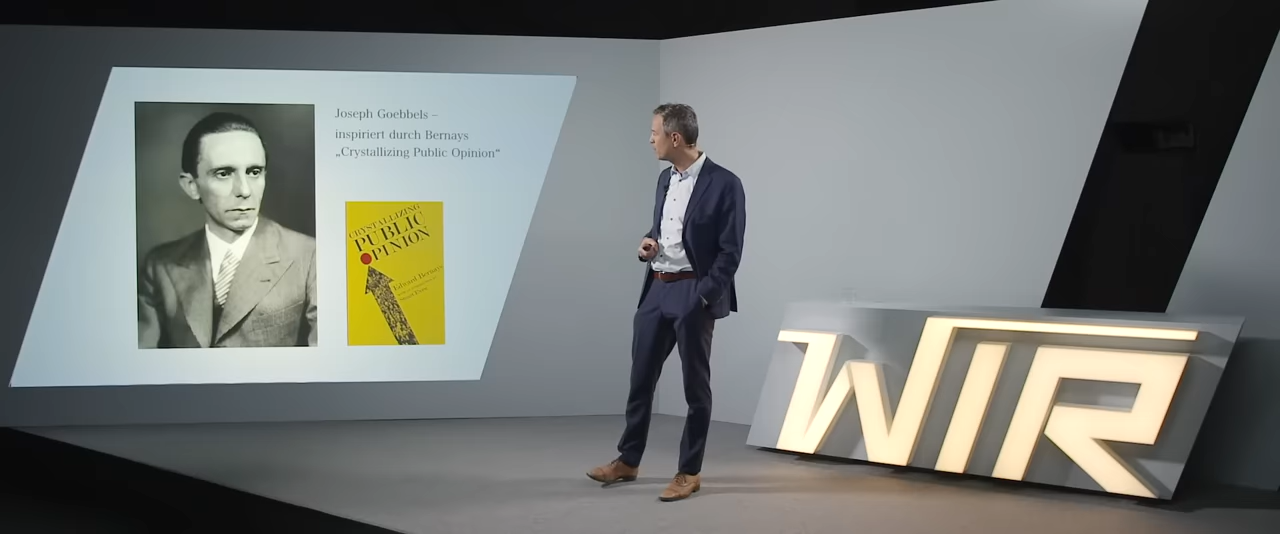 Joseph Goebbels –
inspiriert durch Bernays
„Crystallizing Public Opinion“
CRYSTALLIZING
PUBLIC
OPINION
Edward Bernays
WIR